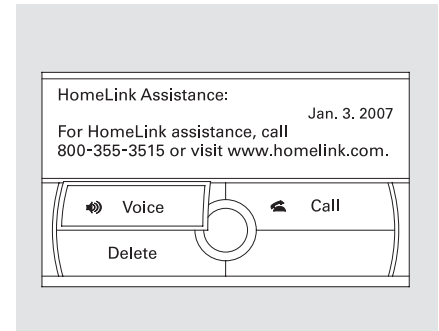 HomeLink Assistance:
Jan. 3. 2007
For HomeLink assistance, call
800-355-3515 or visit www.homelink.com.
Voice
Call
Delete